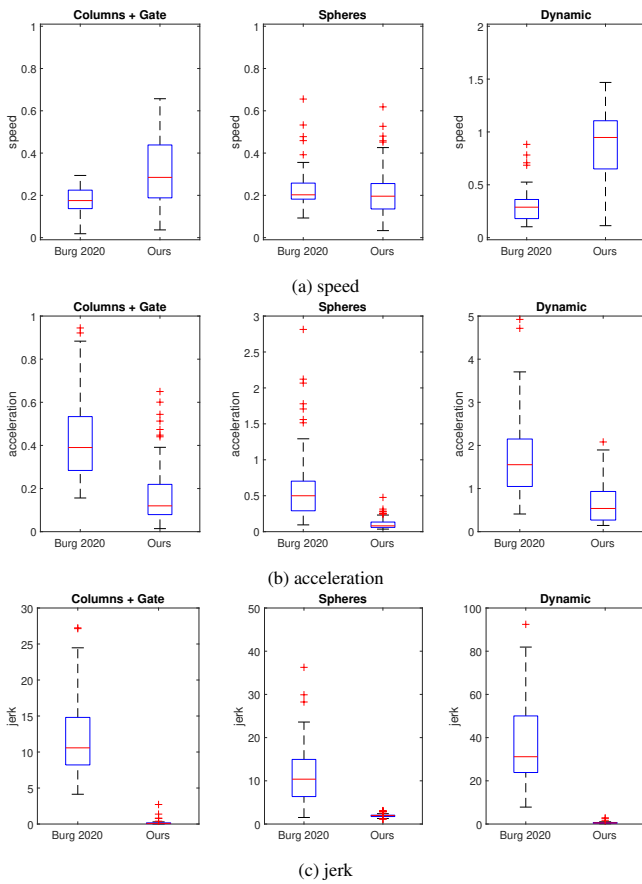 Columns + Gate
Spheres
Dynamic
1
0.8
0.6
0.4
0.2
0
speed
Burg 2020
Ours
1
0.8
0.6
0.4
0.2
0
speed
Burg 2020
Ours
2
1.5
1
0.5
0
speed
Burg 2020
Ours
(a) speed
Columns + Gate
Spheres
Dynamic
1
0.8
0.6
0.4
0.2
0
acceleration
Burg 2020
Ours
3
2.5
2
1.5
1
0.5
0
acceleration
Burg 2020
Ours
5
4
3
2
1
0
acceleration
Burg 2020
Ours
(b) acceleration
Columns + Gate
Spheres
Dynamic
30
25
20
15
10
5
0
jerk
Burg 2020
Ours
50
40
30
20
10
0
jerk
Burg 2020
Ours
100
80
60
40
20
0
jerk
Burg 2020
Ours
(c) jerk